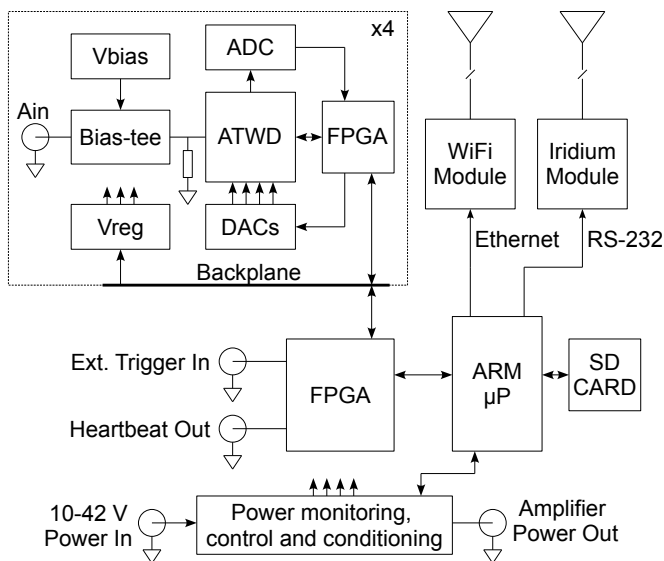 x4
Vbias
ADC
Ain
Bias-tee
ATWD
FPGA
WiFi
Module
Iridium
Module
Vreg
DACs
Ethernet
RS-232
Backplane
Ext. Trigger In
Heartbeat Out
FPGA
ARM
µP
SD
CARD
10-42 V
Power In
Power monitoring,
control and conditioning
Amplifier
Power Out